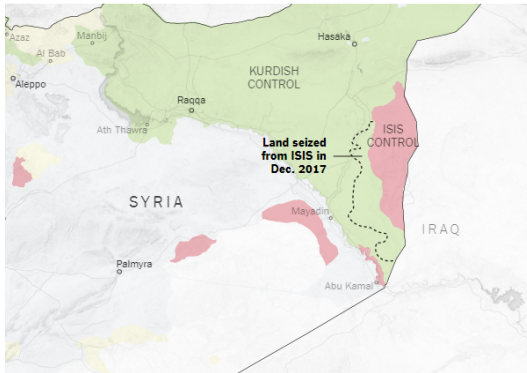 Azaz
Manbij
Al Bab
Aleppo
Hasaka
KURDISH
CONTROL
Raqqa
Ath Thawra
Land seized
from ISIS in
Dec. 2017
ISIS
CONTROL
SYRIA
Mayadin
IRAQ
Palmyra
Abu Kamal